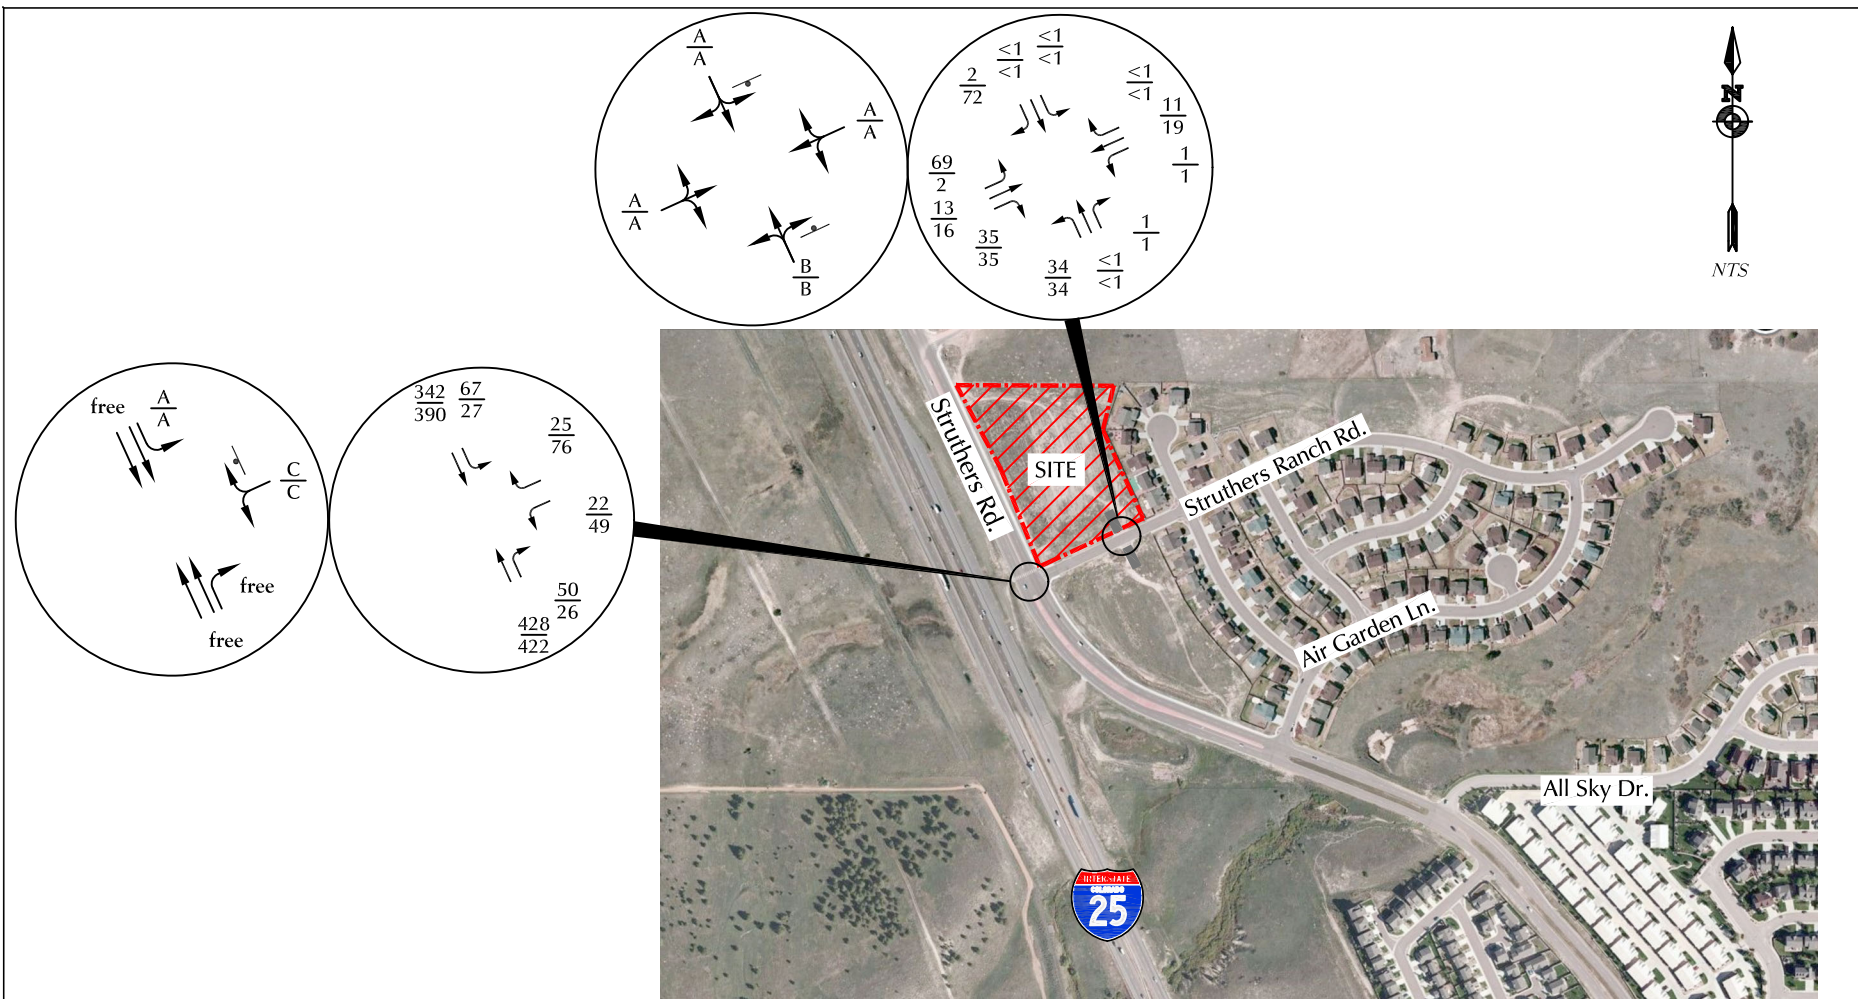 A
A
A
A
A
A
B
B
<1
<1
<1
<1
2
72
<1
<1
11
19
1
1
69
2
13
16
35
35
1
1
34
34
<1
<1
N
NTS
free
A
A
C
C
free
free
342
390
67
27
25
76
22
49
50
26
428
422
Struthers Rd.
SITE
Struthers Ranch Rd.
Air Garden Ln.
All Sky Dr.
INTERSTATE
COLORADO
25